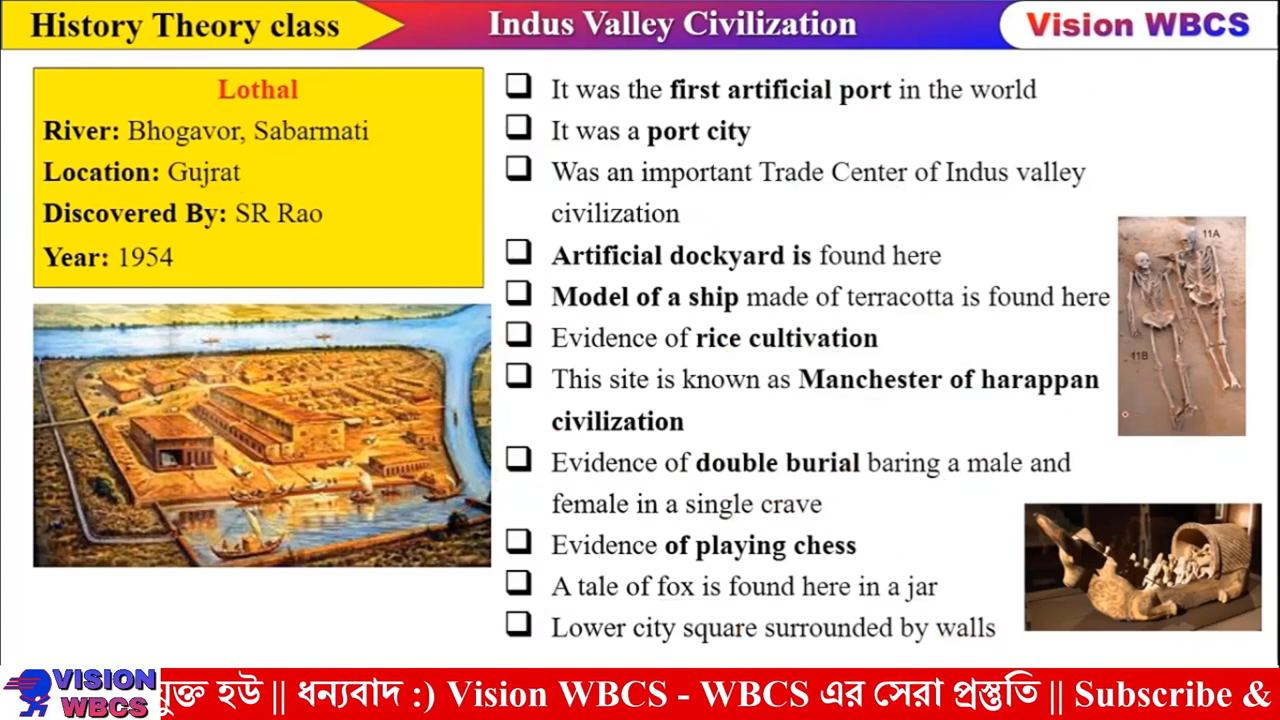 History Theory class
Indus Valley Civilization
Vision WBCS
Lothal
River: Bhogavor, Sabarmati
Location: Gujrat
Discovered By: SR Rao
Year: 1954
It was the first artificial port in the world
It was a port city
Was an important Trade Center of Indus valley
civilization
Artificial dockyard is found here
Model of a ship made of terracotta is found here
Evidence of rice cultivation
This site is known as Manchester of harappan
civilization
Evidence of double burial baring a male and
female in a single crave
Evidence of playing chess
A tale of fox is found here in a jar
Lower city square surrounded by walls
11A
11B
VISION
WBCS
যুক্ত হউ || ধন্যবাদ :) Vision WBCS - WBCS এর সেরা প্রস্তুতি || Subscribe &